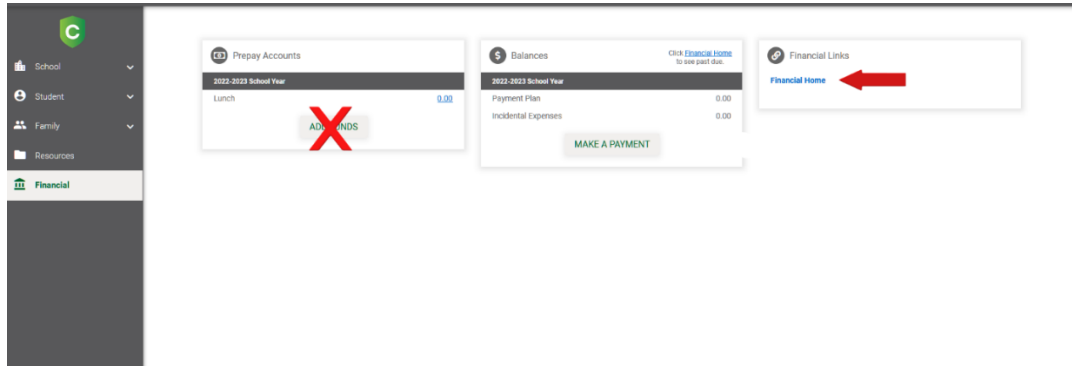 C
School
Student
Family
Resources
Financial
Prepay Accounts
2022-2023 School Year
Lunch 0.00
X
Balances
Click Financial Home
to see past due.
2022-2023 School Year
Payment Plan 0.00
Incidental Expenses 0.00
MAKE A PAYMENT
Financial Links
Financial Home